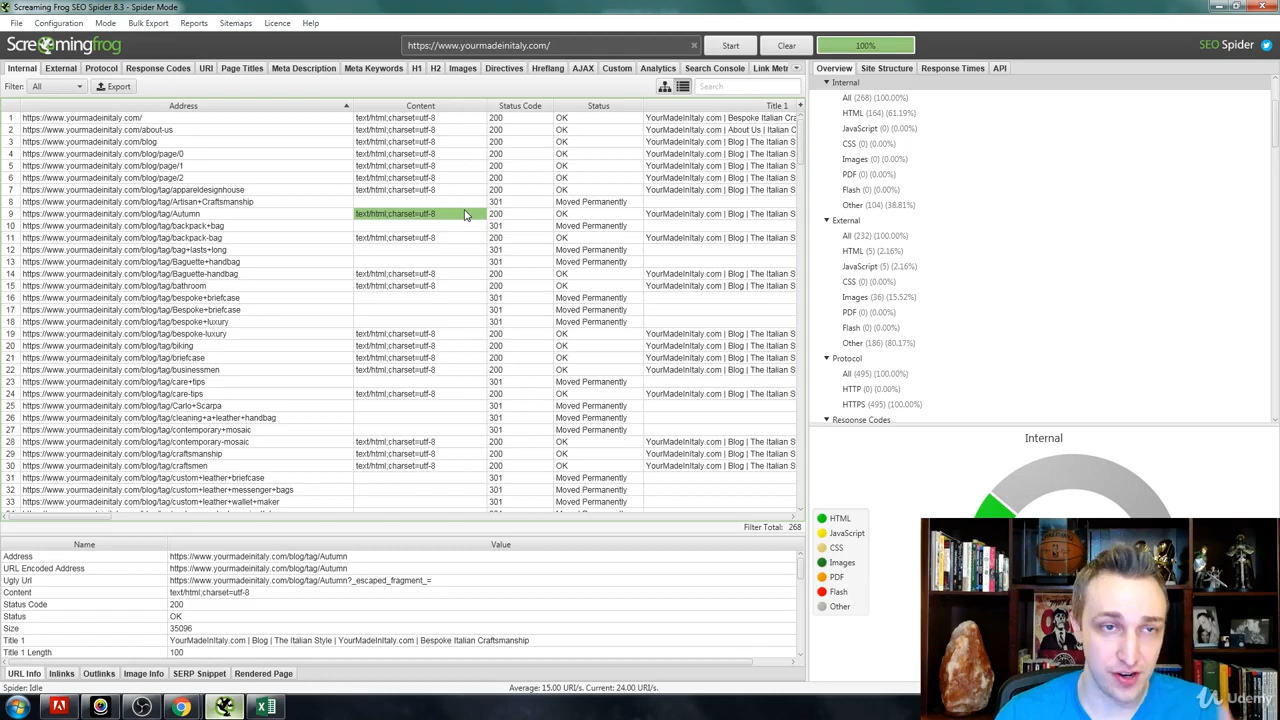 Screaming Frog SEO Spider 8.3 - Spider Mode
File Configuration Mode Bulk Export Reports Sitemaps Licence Help
Screamingfrog https://www.yourmadeinitaly.com/ Start Clear 100% SEO Spider
Internal External Protocol Response Codes URI Page Titles Meta Description Meta Keywords H1 H2 Images Directives Hreflang AJAX Custom Analytics Search Console Link Metr
Filter: All Export Search
Address Content Status Code Status Title 1
1 https://www.yourmadeinitaly.com/ text/html;charset=utf-8 200 OK YourMadeInItaly.com | Bespoke Italian Craftsm
2 https://www.yourmadeinitaly.com/about-us text/html;charset=utf-8 200 OK YourMadeInItaly.com | About Us | Italian C
3 https://www.yourmadeinitaly.com/blog text/html;charset=utf-8 200 OK YourMadeInItaly.com | Blog | The Italian S
4 https://www.yourmadeinitaly.com/blog/page/0 text/html;charset=utf-8 200 OK YourMadeInItaly.com | Blog | The Italian S
5 https://www.yourmadeinitaly.com/blog/page/1 text/html;charset=utf-8 200 OK YourMadeInItaly.com | Blog | The Italian S
6 https://www.yourmadeinitaly.com/blog/page/2 text/html;charset=utf-8 200 OK YourMadeInItaly.com | Blog | The Italian S
7 https://www.yourmadeinitaly.com/blog/tag/appareldesignhouse text/html;charset=utf-8 200 OK YourMadeInItaly.com | Blog | The Italian S
8 https://www.yourmadeinitaly.com/blog/tag/Artisan+Craftsmanship 301 Moved Permanently
9 https://www.yourmadeinitaly.com/blog/tag/Autumn text/html;charset=utf-8 200 OK YourMadeInItaly.com | Blog | The Italian S
10 https://www.yourmadeinitaly.com/blog/tag/backpack+bag 301 Moved Permanently
11 https://www.yourmadeinitaly.com/blog/tag/backpack-bag text/html;charset=utf-8 200 OK YourMadeInItaly.com | Blog | The Italian S
12 https://www.yourmadeinitaly.com/blog/tag/bag+lasts+long 301 Moved Permanently
13 https://www.yourmadeinitaly.com/blog/tag/Baguette+handbag 301 Moved Permanently
14 https://www.yourmadeinitaly.com/blog/tag/Baguette-handbag text/html;charset=utf-8 200 OK YourMadeInItaly.com | Blog | The Italian S
15 https://www.yourmadeinitaly.com/blog/tag/bathroom text/html;charset=utf-8 200 OK YourMadeInItaly.com | Blog | The Italian S
16 https://www.yourmadeinitaly.com/blog/tag/bespoke+briefcase 301 Moved Permanently
17 https://www.yourmadeinitaly.com/blog/tag/Bespoke+briefcase 301 Moved Permanently
18 https://www.yourmadeinitaly.com/blog/tag/bespoke+luxury 301 Moved Permanently
19 https://www.yourmadeinitaly.com/blog/tag/bespoke-luxury text/html;charset=utf-8 200 OK YourMadeInItaly.com | Blog | The Italian S
20 https://www.yourmadeinitaly.com/blog/tag/biking text/html;charset=utf-8 200 OK YourMadeInItaly.com | Blog | The Italian S
21 https://www.yourmadeinitaly.com/blog/tag/briefcase text/html;charset=utf-8 200 OK YourMadeInItaly.com | Blog | The Italian S
22 https://www.yourmadeinitaly.com/blog/tag/businessmen text/html;charset=utf-8 200 OK YourMadeInItaly.com | Blog | The Italian S
23 https://www.yourmadeinitaly.com/blog/tag/care+tips 301 Moved Permanently
24 https://www.yourmadeinitaly.com/blog/tag/care-tips text/html;charset=utf-8 200 OK YourMadeInItaly.com | Blog | The Italian S
25 https://www.yourmadeinitaly.com/blog/tag/Carlo+Scarpa 301 Moved Permanently
26 https://www.yourmadeinitaly.com/blog/tag/cleaning+a+leather+handbag 301 Moved Permanently
27 https://www.yourmadeinitaly.com/blog/tag/contemporary+mosaic 301 Moved Permanently
28 https://www.yourmadeinitaly.com/blog/tag/contemporary-mosaic text/html;charset=utf-8 200 OK YourMadeInItaly.com | Blog | The Italian S
29 https://www.yourmadeinitaly.com/blog/tag/craftsmanship text/html;charset=utf-8 200 OK YourMadeInItaly.com | Blog | The Italian S
30 https://www.yourmadeinitaly.com/blog/tag/craftsmen text/html;charset=utf-8 200 OK YourMadeInItaly.com | Blog | The Italian S
31 https://www.yourmadeinitaly.com/blog/tag/custom+leather+briefcase 301 Moved Permanently
32 https://www.yourmadeinitaly.com/blog/tag/custom+leather+messenger+bags 301 Moved Permanently
33 https://www.yourmadeinitaly.com/blog/tag/custom+leather+wallet+maker 301 Moved Permanently
Filter Total: 268
Name Value
Address https://www.yourmadeinitaly.com/blog/tag/Autumn
URL Encoded Address https://www.yourmadeinitaly.com/blog/tag/Autumn
Ugly Url https://www.yourmadeinitaly.com/blog/tag/Autumn?_escaped_fragment_=
Content text/html;charset=utf-8
Status Code 200
Status OK
Size 35096
Title 1 YourMadeInItaly.com | Blog | The Italian Style | YourMadeInItaly.com | Bespoke Italian Craftsmanship
Title 1 Length 100
URL Info Inlinks Outlinks Image Info SERP Snippet Rendered Page
Spider: Idle Average: 15.00 URI/s. Current: 24.00 URI/s.
Overview Site Structure Response Times API
Internal
All (268) (100.00%)
HTML (164) (61.19%)
JavaScript (0) (0.00%)
CSS (0) (0.00%)
Images (0) (0.00%)
PDF (0) (0.00%)
Flash (0) (0.00%)
Other (104) (38.81%)
External
All (232) (100.00%)
HTML (5) (2.16%)
JavaScript (5) (2.16%)
CSS (0) (0.00%)
Images (36) (15.52%)
PDF (0) (0.00%)
Flash (0) (0.00%)
Other (186) (80.17%)
Protocol
All (495) (100.00%)
HTTP (0) (0.00%)
HTTPS (495) (100.00%)
Response Codes
Internal
HTML
JavaScript
CSS
Images
PDF
Flash
Other
Udemy